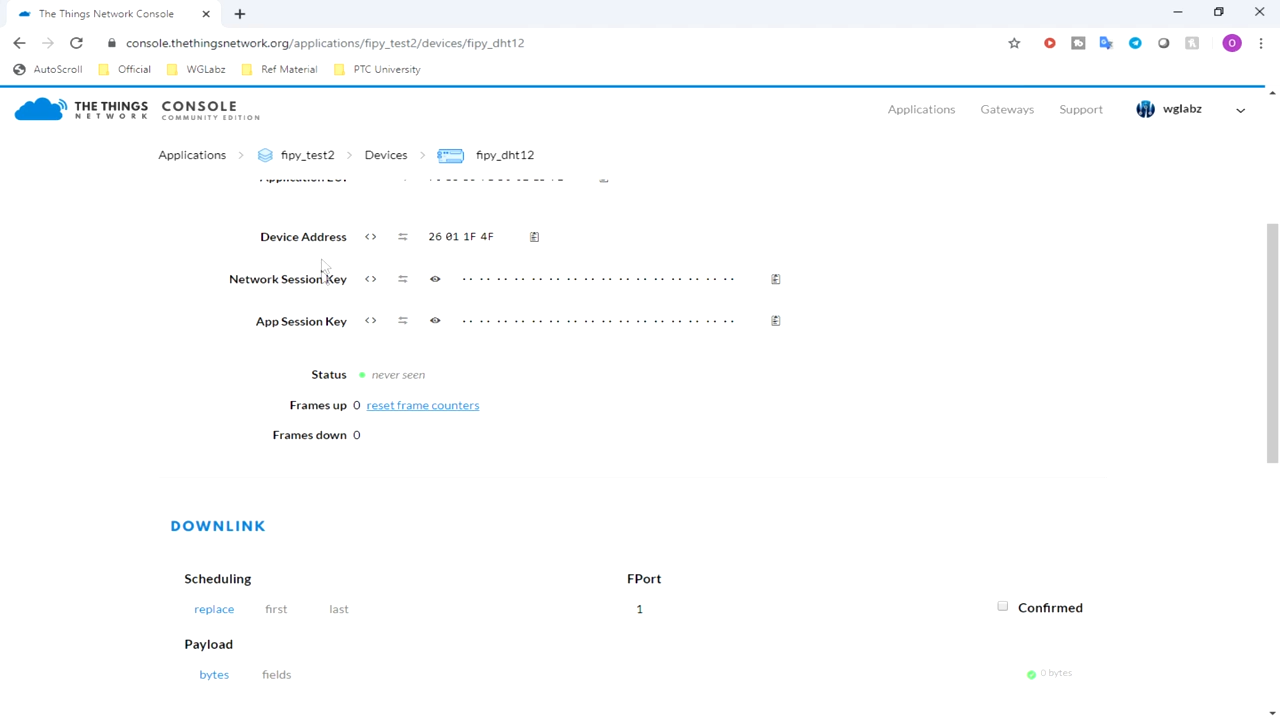 The Things Network Console
console.thethingsnetwork.org/applications/fipy_test2/devices/fipy_dht12
AutoScroll Official WGLabz Ref Material PTC University
THE THINGS NETWORK CONSOLE COMMUNITY EDITION
Applications Gateways Support wglabz
Applications > fipy_test2 > Devices > fipy_dht12
Device Address <> 26 01 1F 4F
Network Session Key <>
App Session Key <>
Status never seen
Frames up 0 reset frame counters
Frames down 0
DOWNLINK
Scheduling FPort
replace first last 1 Confirmed
Payload
bytes fields 0 bytes